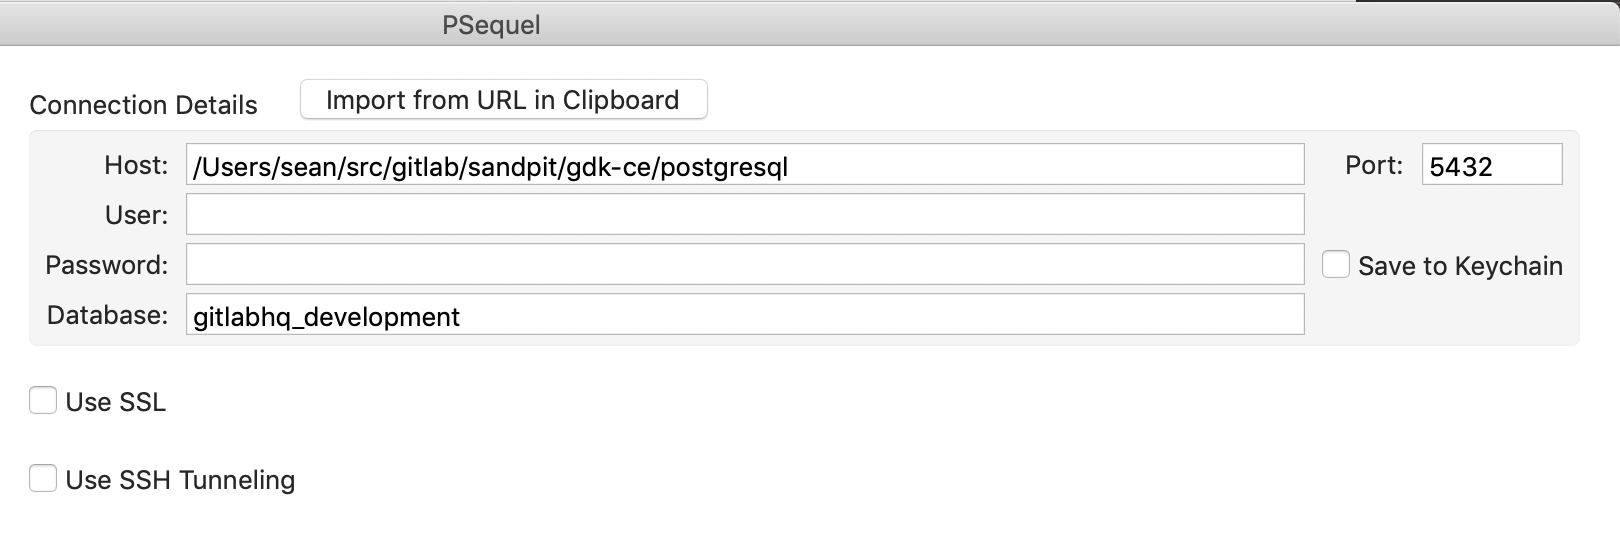 PSequel
Connection Details Import from URL in Clipboard
Host: /Users/sean/src/gitlab/sandpit/gdk-ce/postgresql Port: 5432
User:
Password: Save to Keychain
Database: gitlabhq_development
Use SSL
Use SSH Tunneling